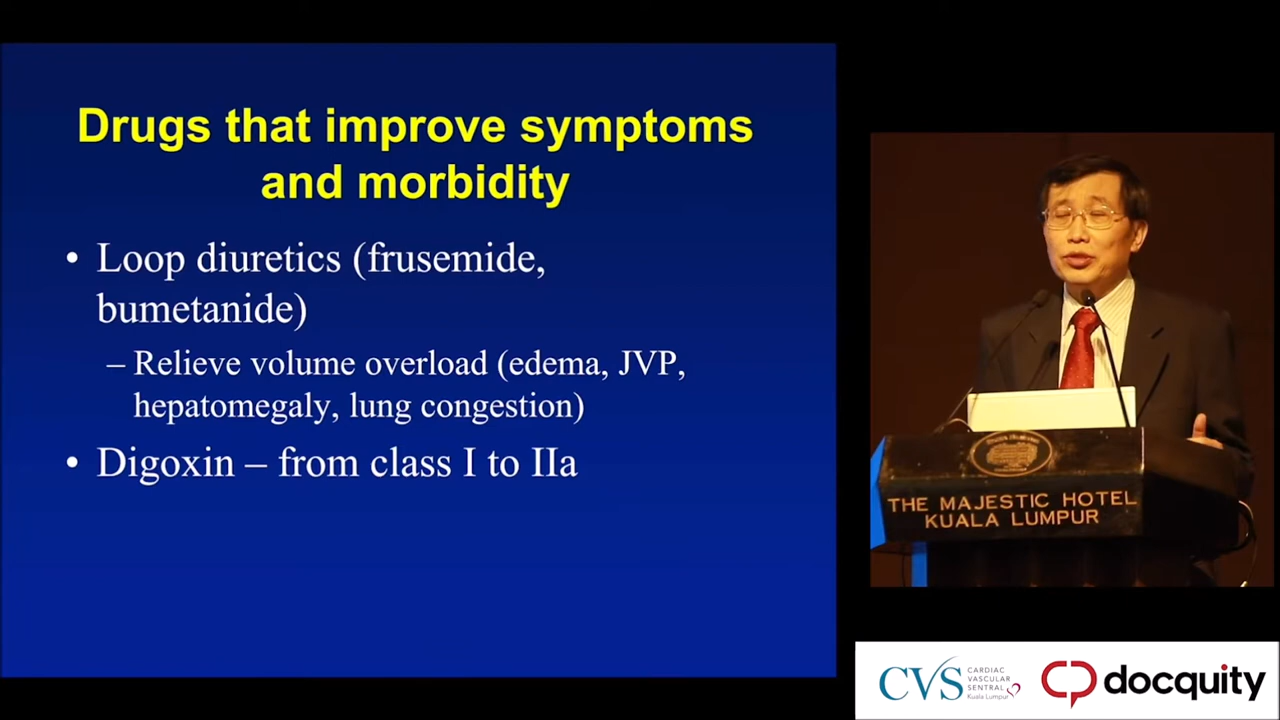 Drugs that improve symptoms
and morbidity
• Loop diuretics (frusemide,
bumetanide)
– Relieve volume overload (edema, JVP,
hepatomegaly, lung congestion)
• Digoxin – from class I to IIa
THE MAJESTIC HOTEL
KUALA LUMPUR
CVS
CARDIAC
VASCULAR
SENTRAL
Kuala Lumpur
docquity